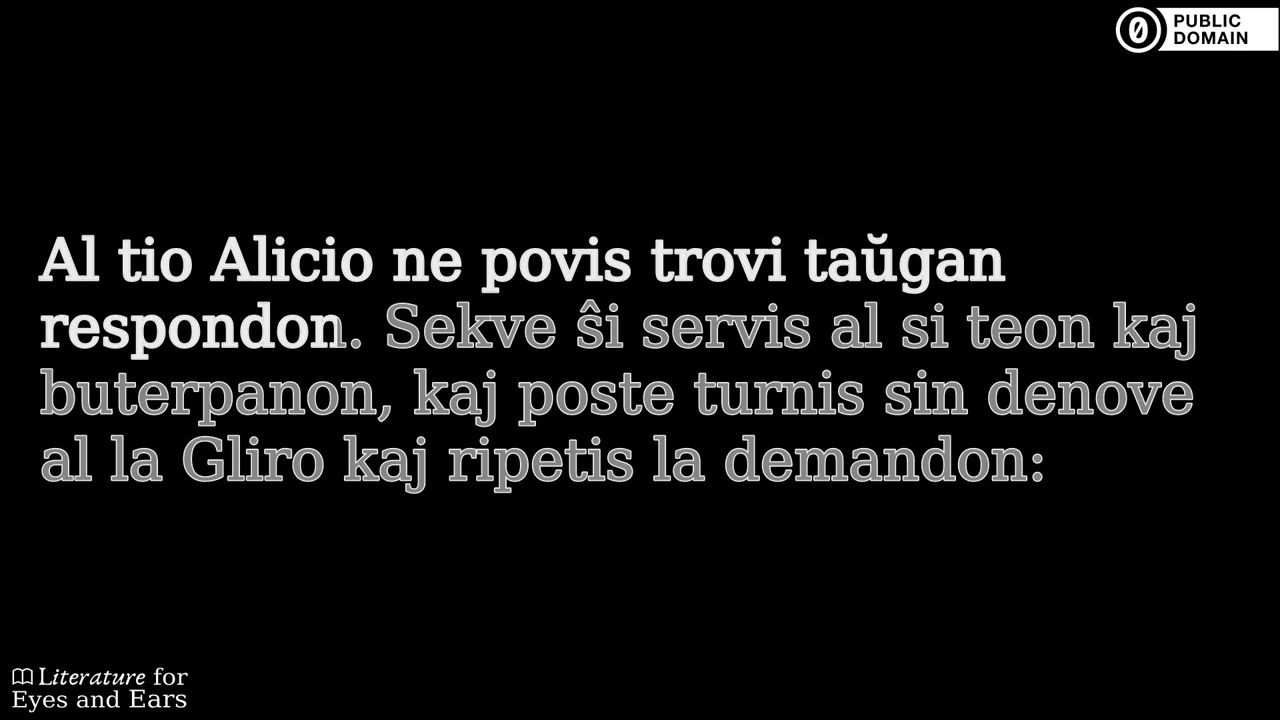 PUBLIC
DOMAIN
Al tio Alicio ne povis trovi taŭgan
respondon. Sekve ŝi servis al si teon kaj
buterpanon, kaj poste turnis sin denove
al la Gliro kaj ripetis la demandon:
Literature for
Eyes and Ears